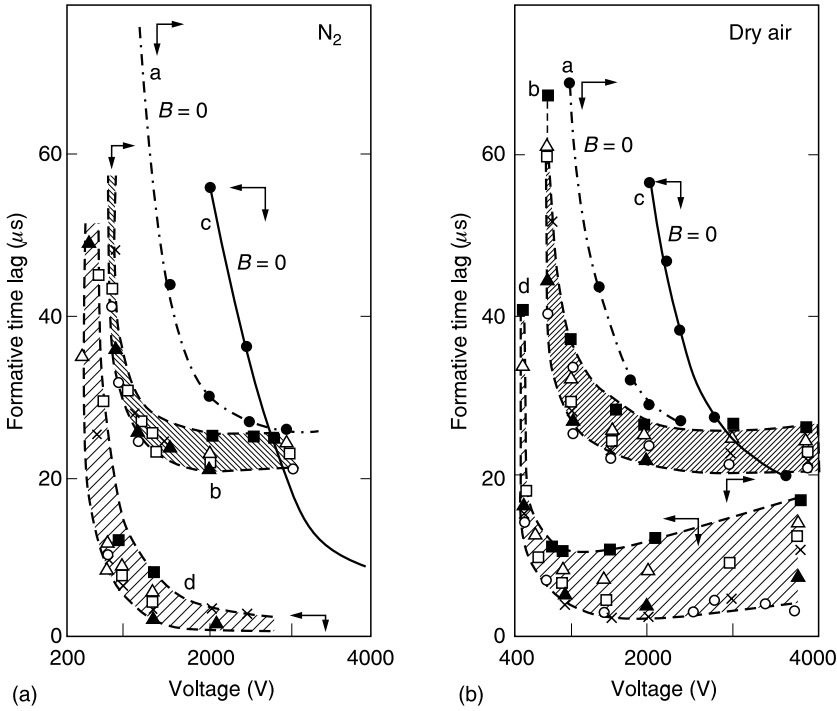 N₂
a
B = 0
60
c
B = 0
40
20
b
d
0
200
2000
4000
Formative time lag (μs)
Voltage (V)
(a)
Dry air
a
b
B = 0
60
c
B = 0
d
40
20
0
400
2000
4000
Formative time lag (μs)
Voltage (V)
(b)